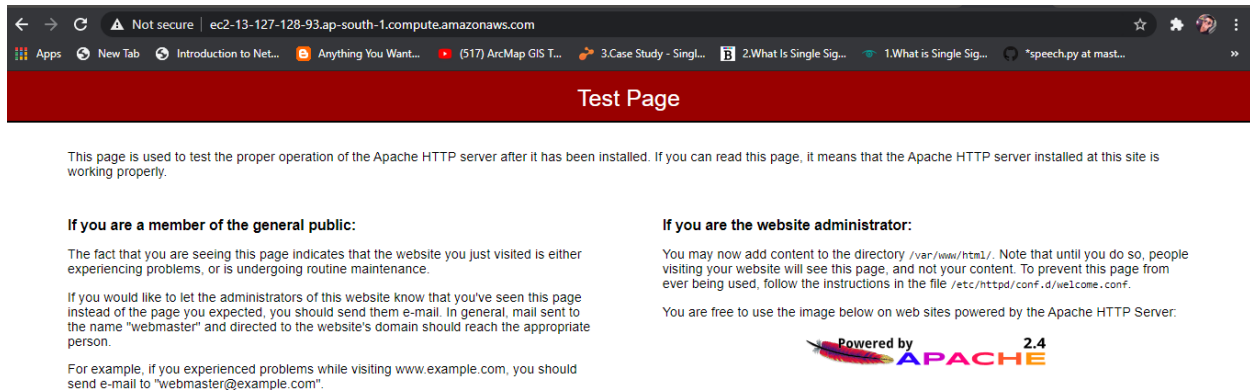 Not secure | ec2-13-127-128-93.ap-south-1.compute.amazonaws.com
Apps New Tab Introduction to Net... Anything You Want... (517) ArcMap GIS T... 3.Case Study - Singl... B 2.What Is Single Sig... 1.What is Single Sig... *speech.py at mast... »
Test Page
This page is used to test the proper operation of the Apache HTTP server after it has been installed. If you can read this page, it means that the Apache HTTP server installed at this site is
working properly.
If you are a member of the general public:
The fact that you are seeing this page indicates that the website you just visited is either
experiencing problems, or is undergoing routine maintenance.
If you would like to let the administrators of this website know that you've seen this page
instead of the page you expected, you should send them e-mail. In general, mail sent to
the name "webmaster" and directed to the website's domain should reach the appropriate
person.
For example, if you experienced problems while visiting www.example.com, you should
send e-mail to "webmaster@example.com".
If you are the website administrator:
You may now add content to the directory /var/www/html/. Note that until you do so, people
visiting your website will see this page, and not your content. To prevent this page from
ever being used, follow the instructions in the file /etc/httpd/conf.d/welcome.conf.
You are free to use the image below on web sites powered by the Apache HTTP Server:
Powered by 2.4
APACHE